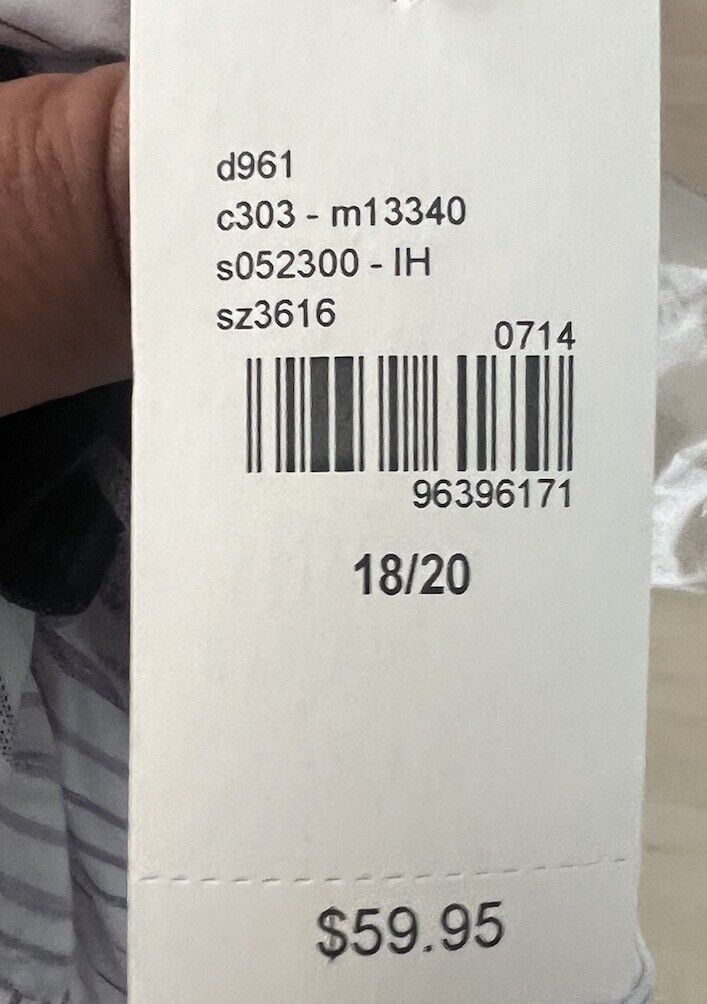 d961
c303 - m13340
s052300 - IH
sz3616
0714
96396171
18/20
$59.95